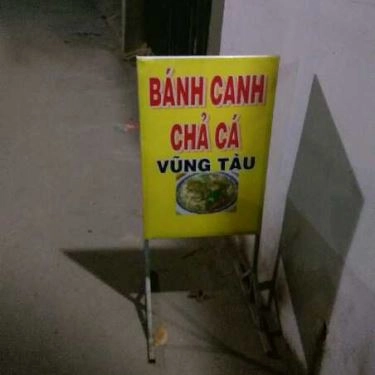 BÁNH CANH
CHẢ CÁ
VŨNG TÀU